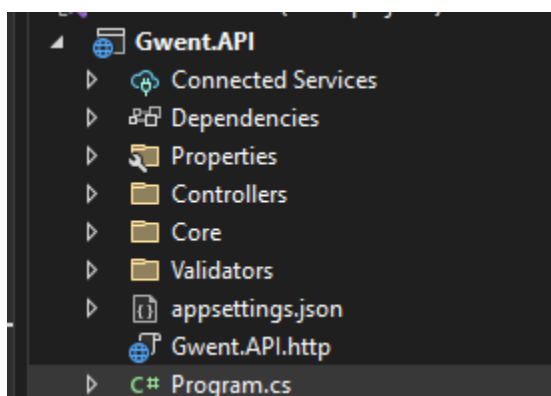 Gwent.API
Connected Services
Dependencies
Properties
Controllers
Core
Validators
appsettings.json
Gwent.API.http
C# Program.cs